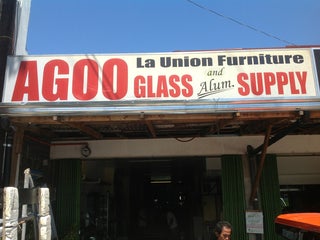 AGOO La Union Furniture
and
GLASS Alum. SUPPLY